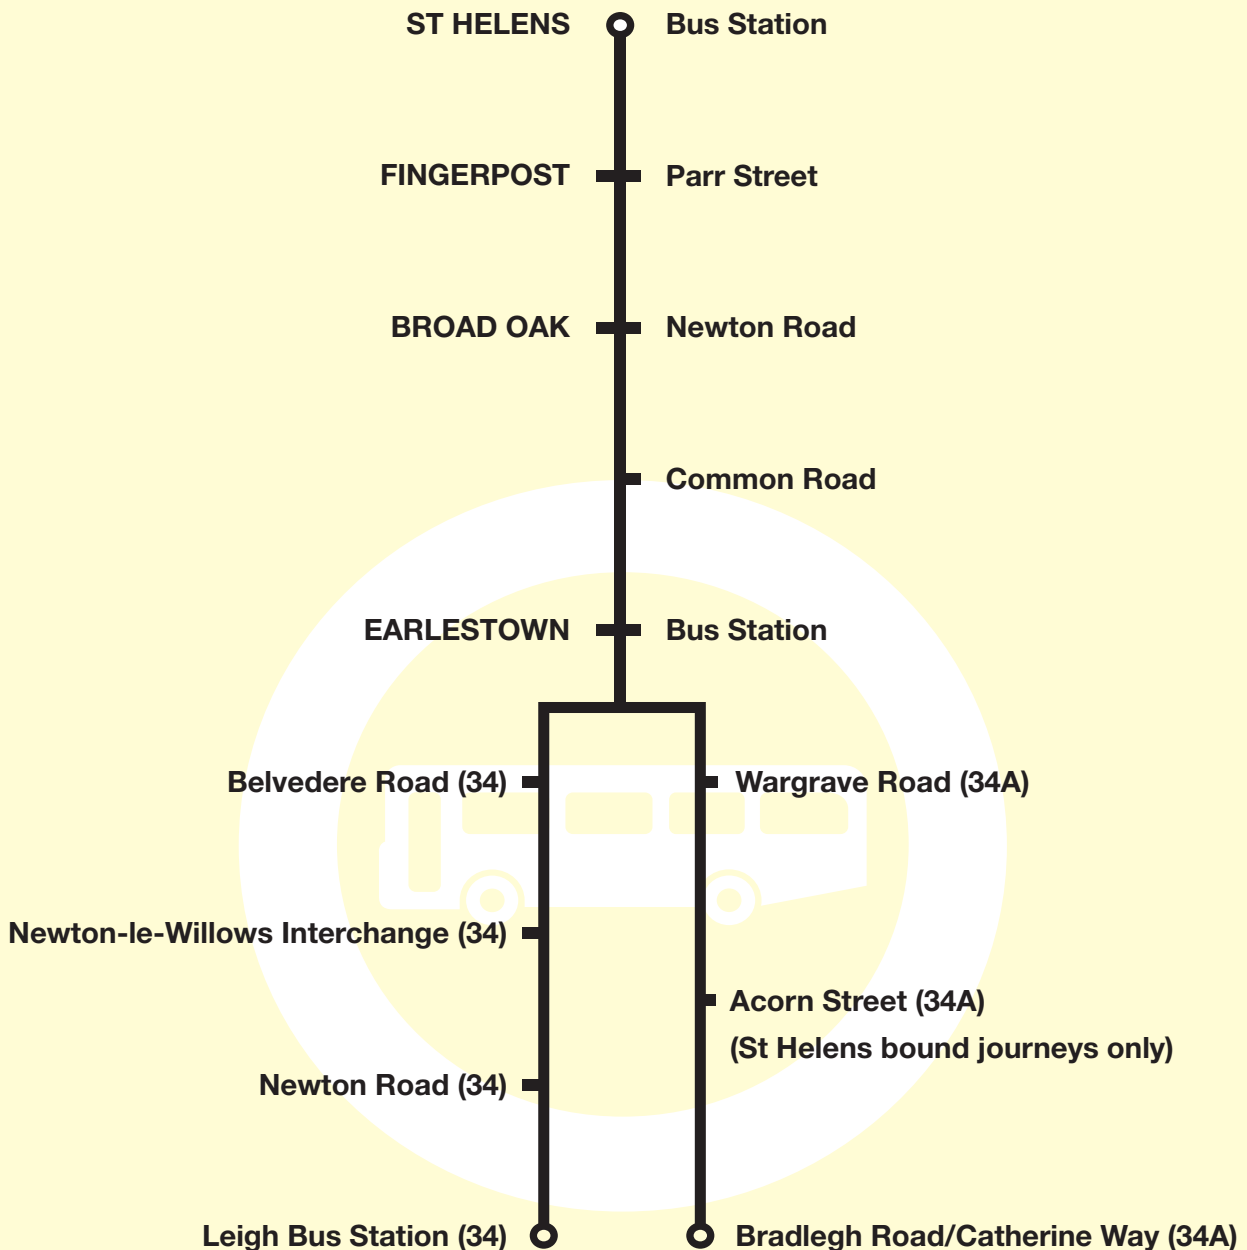 ST HELENS Bus Station
FINGERPOST Parr Street
BROAD OAK Newton Road
Common Road
EARLESTOWN Bus Station
Belvedere Road (34) Wargrave Road (34A)
Newton-le-Willows Interchange (34)
Acorn Street (34A)
(St Helens bound journeys only)
Newton Road (34)
Leigh Bus Station (34) Bradlegh Road/Catherine Way (34A)